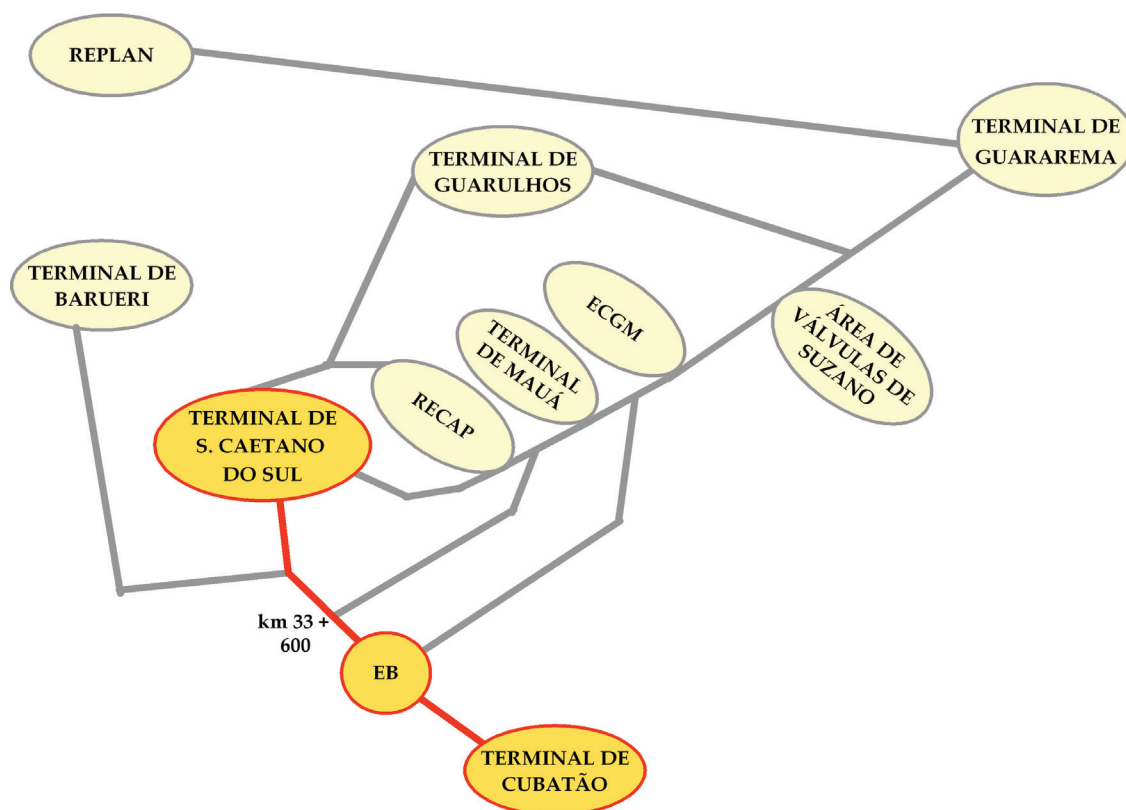 REPLAN
TERMINAL DE
GUARAREMA
TERMINAL DE
GUARULHOS
TERMINAL DE
BARUERI
ECGM
ÁREA DE
VÁLVULAS DE
SUZANO
TERMINAL
DE MAUÁ
RECAP
TERMINAL DE
S. CAETANO
DO SUL
km 33 +
600
EB
TERMINAL DE
CUBATÃO